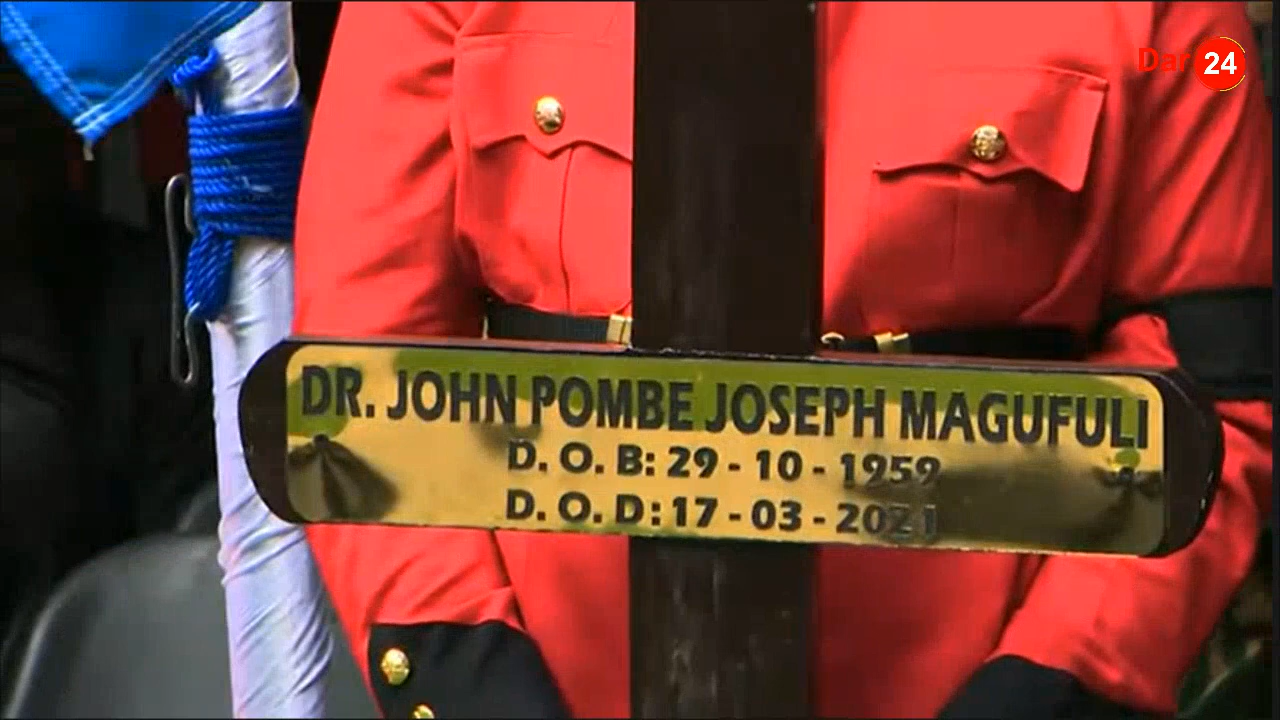 Dar 24
DR. JOHN POMBE JOSEPH MAGUFULI
D. O. B: 29 - 10 - 1959
D. O. D: 17 - 03 - 2021